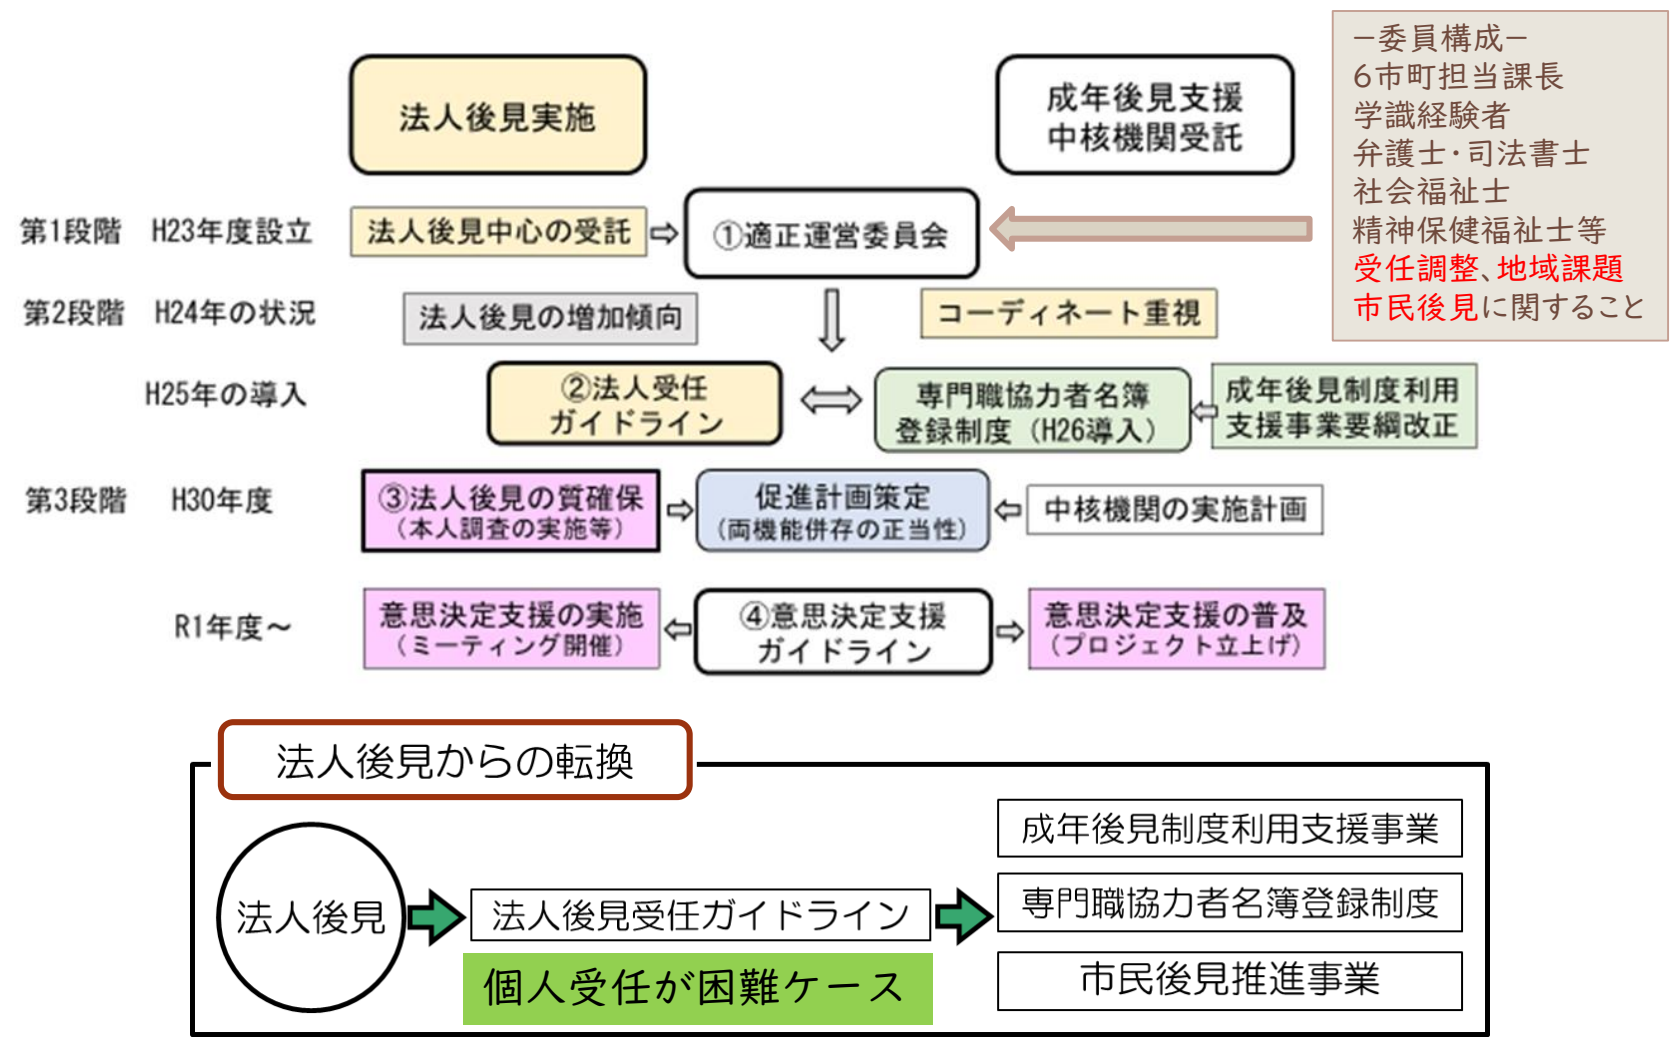 法人後見実施
成年後見支援
中核機関受託
－委員構成－
6市町担当課長
学識経験者
弁護士・司法書士
社会福祉士
精神保健福祉士等
受任調整、地域課題
市民後見に関すること
第1段階 H23年度設立
法人後見中心の受託
①適正運営委員会
第2段階 H24年の状況
法人後見の増加傾向
コーディネート重視
H25年の導入
②法人受任
ガイドライン
専門職協力者名簿
登録制度（H26導入）
成年後見制度利用
支援事業要綱改正
第3段階 H30年度
③法人後見の質確保
（本人調査の実施等）
促進計画策定
（両機能併存の正当性）
中核機関の実施計画
R1年度～
意思決定支援の実施
（ミーティング開催）
④意思決定支援
ガイドライン
意思決定支援の普及
（プロジェクト立上げ）
法人後見からの転換
法人後見
法人後見受任ガイドライン
個人受任が困難ケース
成年後見制度利用支援事業
専門職協力者名簿登録制度
市民後見推進事業